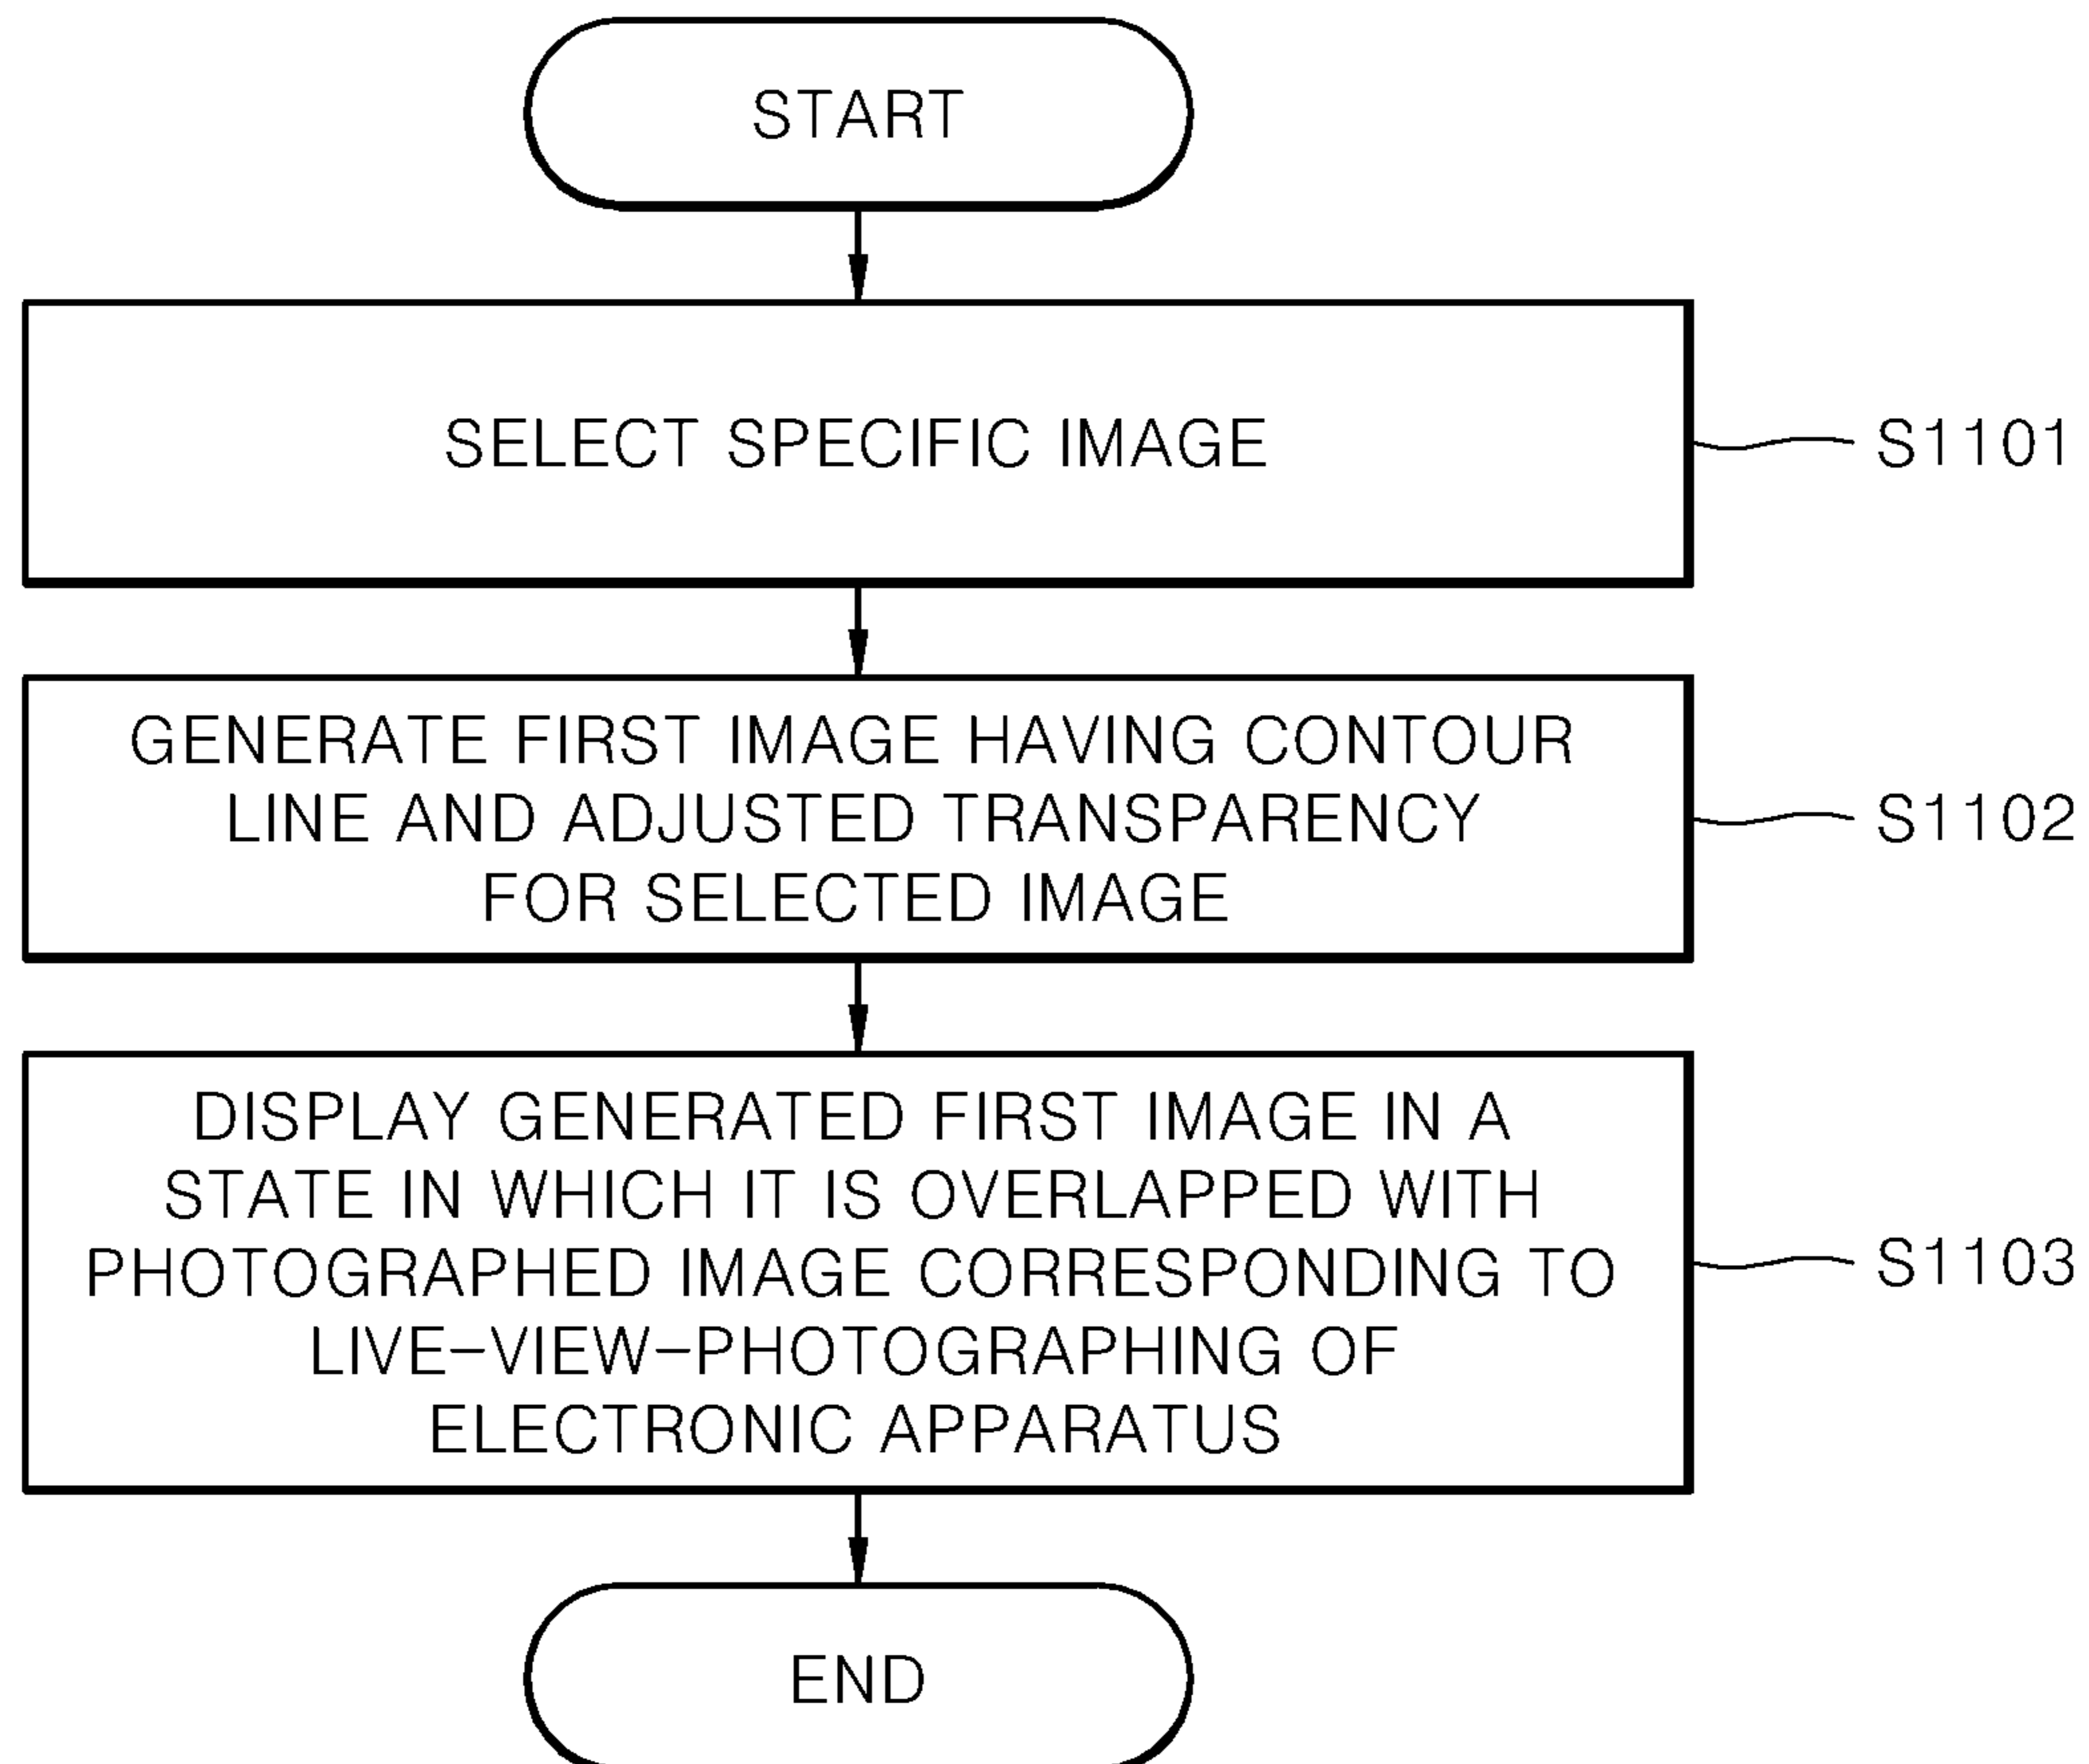 START
SELECT SPECIFIC IMAGE
S1101
GENERATE FIRST IMAGE HAVING CONTOUR
LINE AND ADJUSTED TRANSPARENCY
FOR SELECTED IMAGE
S1102
DISPLAY GENERATED FIRST IMAGE IN A
STATE IN WHICH IT IS OVERLAPPED WITH
PHOTOGRAPHED IMAGE CORRESPONDING TO
LIVE-VIEW-PHOTOGRAPHING OF
ELECTRONIC APPARATUS
S1103
END